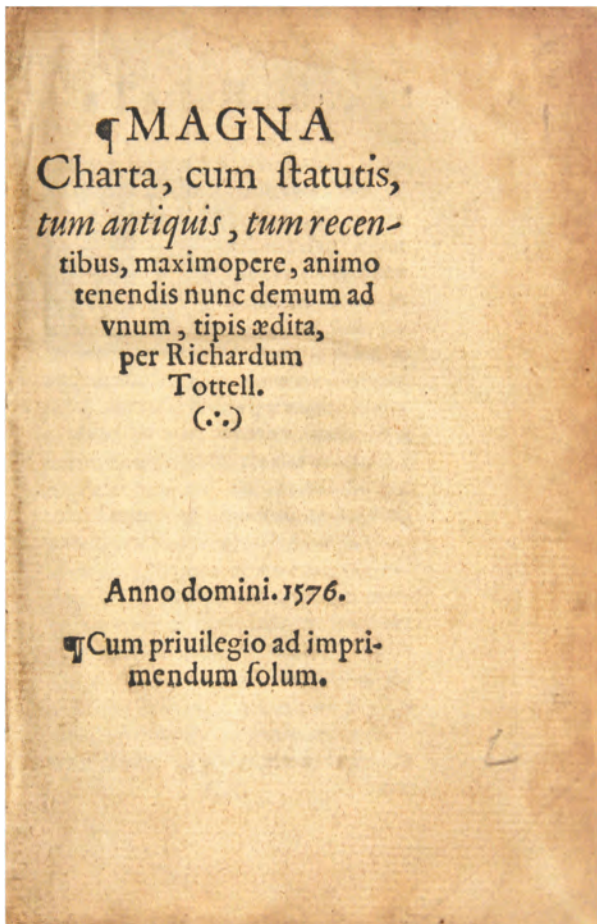 ¶MAGNA
Charta, cum ſtatutis,
tum antiquis, tum recen-
tibus, maximopere, animo
tenendis nunc demum ad
vnum, tipis ædita,
per Richardum
Tottell.
(.·.)
Anno domini. 1576.
¶Cum priuilegio ad impri-
mendum ſolum.